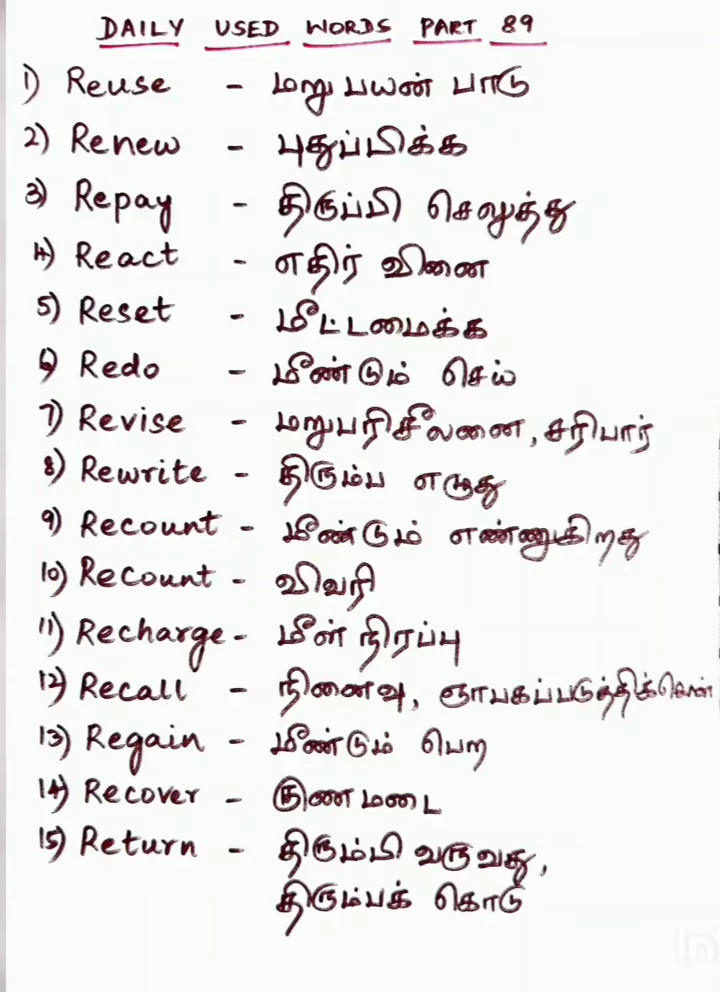 DAILY USED WORDS PART 89
1) Reuse - மறு பயன் பாடு
2) Renew - புதுப்பிக்க
3) Repay - திருப்பி செலுத்து
4) React - எதிர் வினை
5) Reset - மீட்டமைக்க
6) Redo - மீண்டும் செய்
7) Revise - மறுபரிசீலனை, சரிபார்
8) Rewrite - திரும்ப எழுது
9) Recount - மீண்டும் எண்ணுகிறது
10) Recount - விவரி
11) Recharge - மீள் நிரப்பு
12) Recall - நினைவு, ஞாபகப்படுத்திக்கொள்
13) Regain - மீண்டும் பெற
14) Recover - குணமடை
15) Return - திரும்பி வருவது,
திரும்பக் கொடு